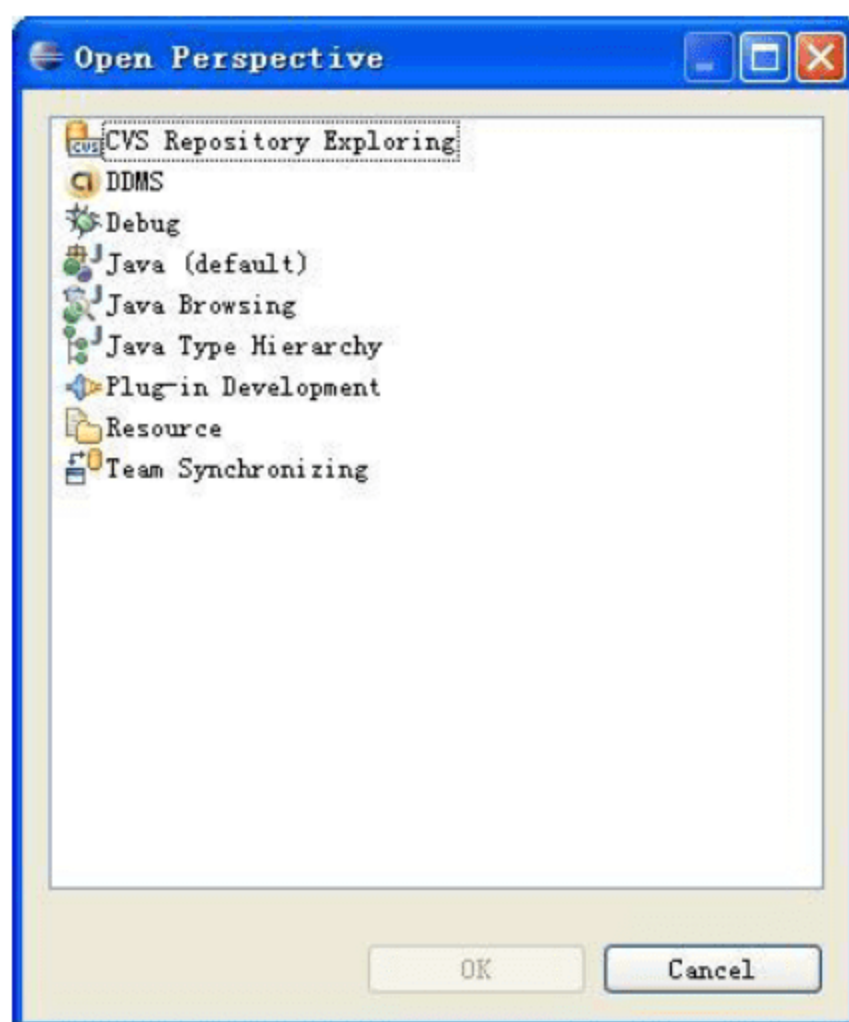 Open Perspective
CVS Repository Exploring
DDMS
Debug
Java (default)
Java Browsing
Java Type Hierarchy
Plug-in Development
Resource
Team Synchronizing
OK
Cancel